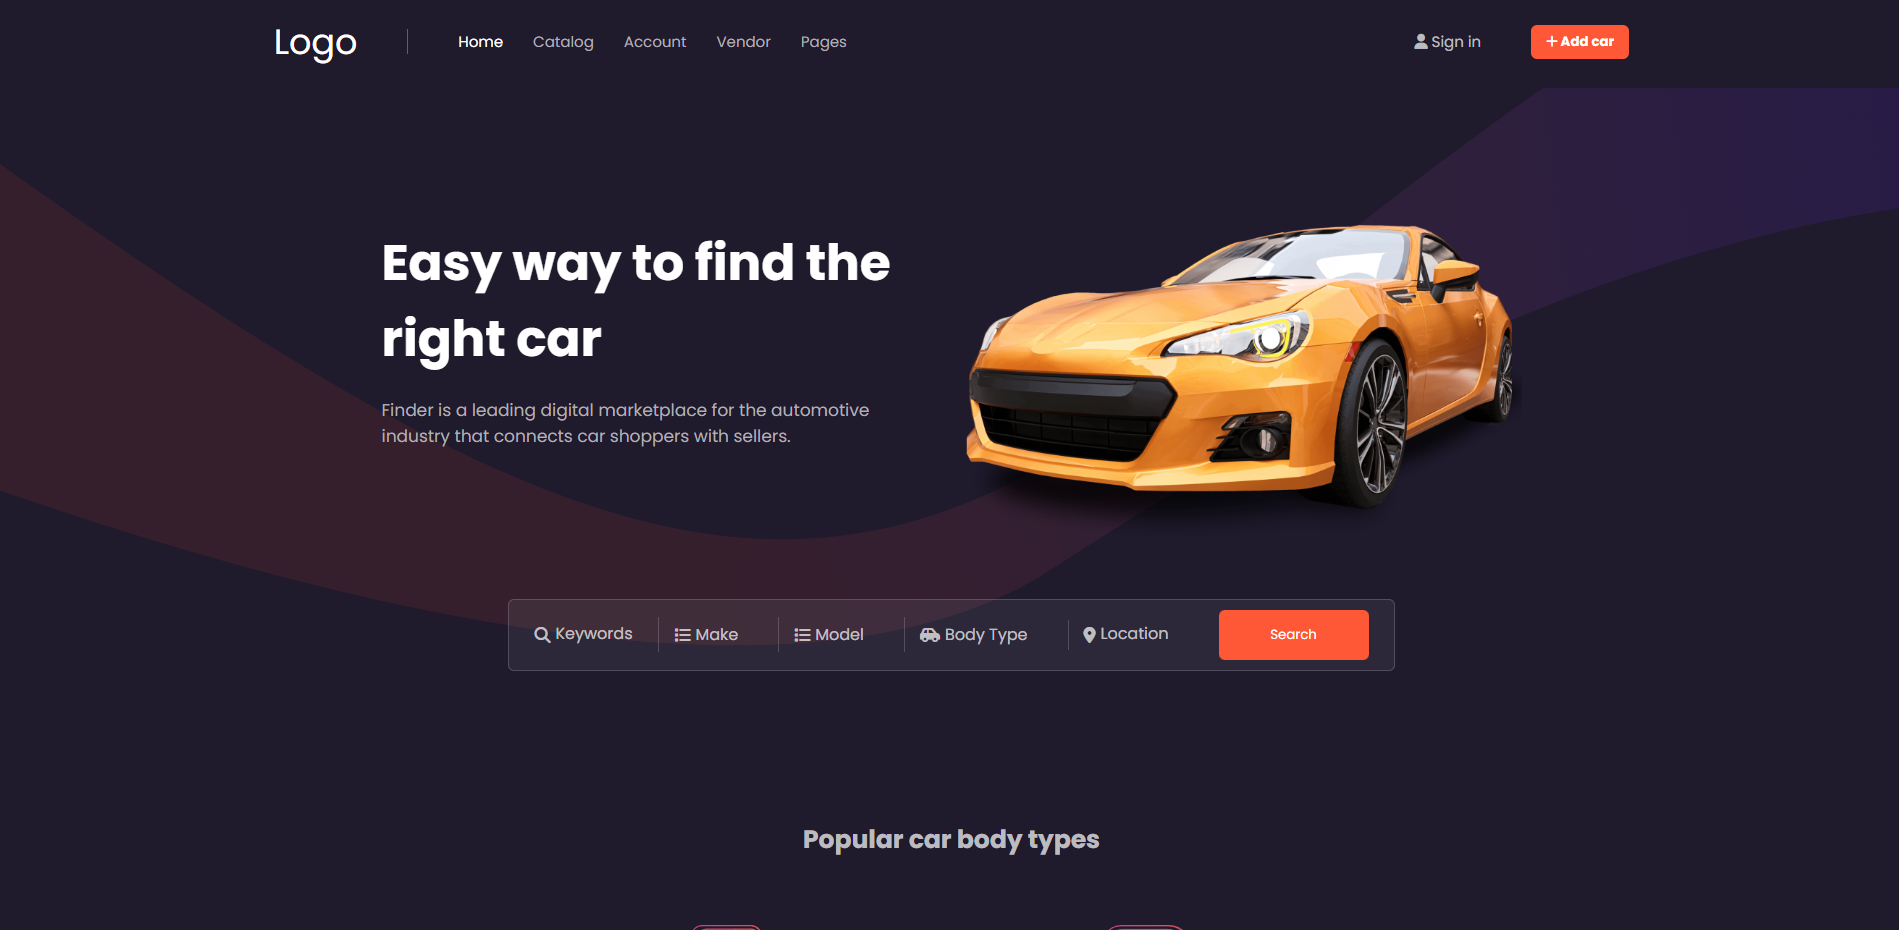 Logo
Home
Catalog
Account
Vendor
Pages
Sign in
+ Add car
Easy way to find the
right car
Finder is a leading digital marketplace for the automotive
industry that connects car shoppers with sellers.
Keywords
Make
Model
Body Type
Location
Search
Popular car body types